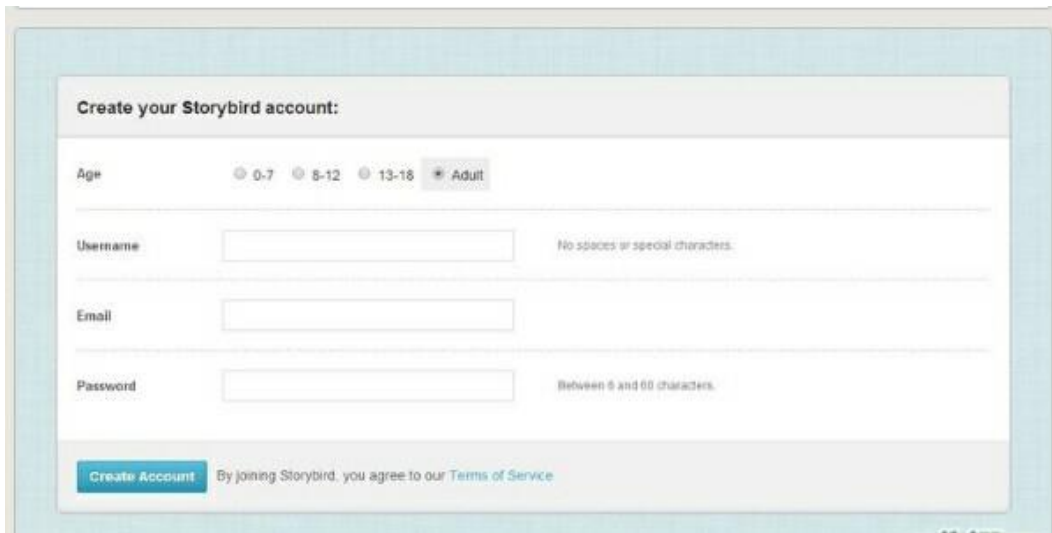 Create your Storybird account:
Age 0-7 8-12 13-18 Adult
Username No spaces or special characters.
Email
Password Between 6 and 60 characters.
Create Account By joining Storybird, you agree to our Terms of Service